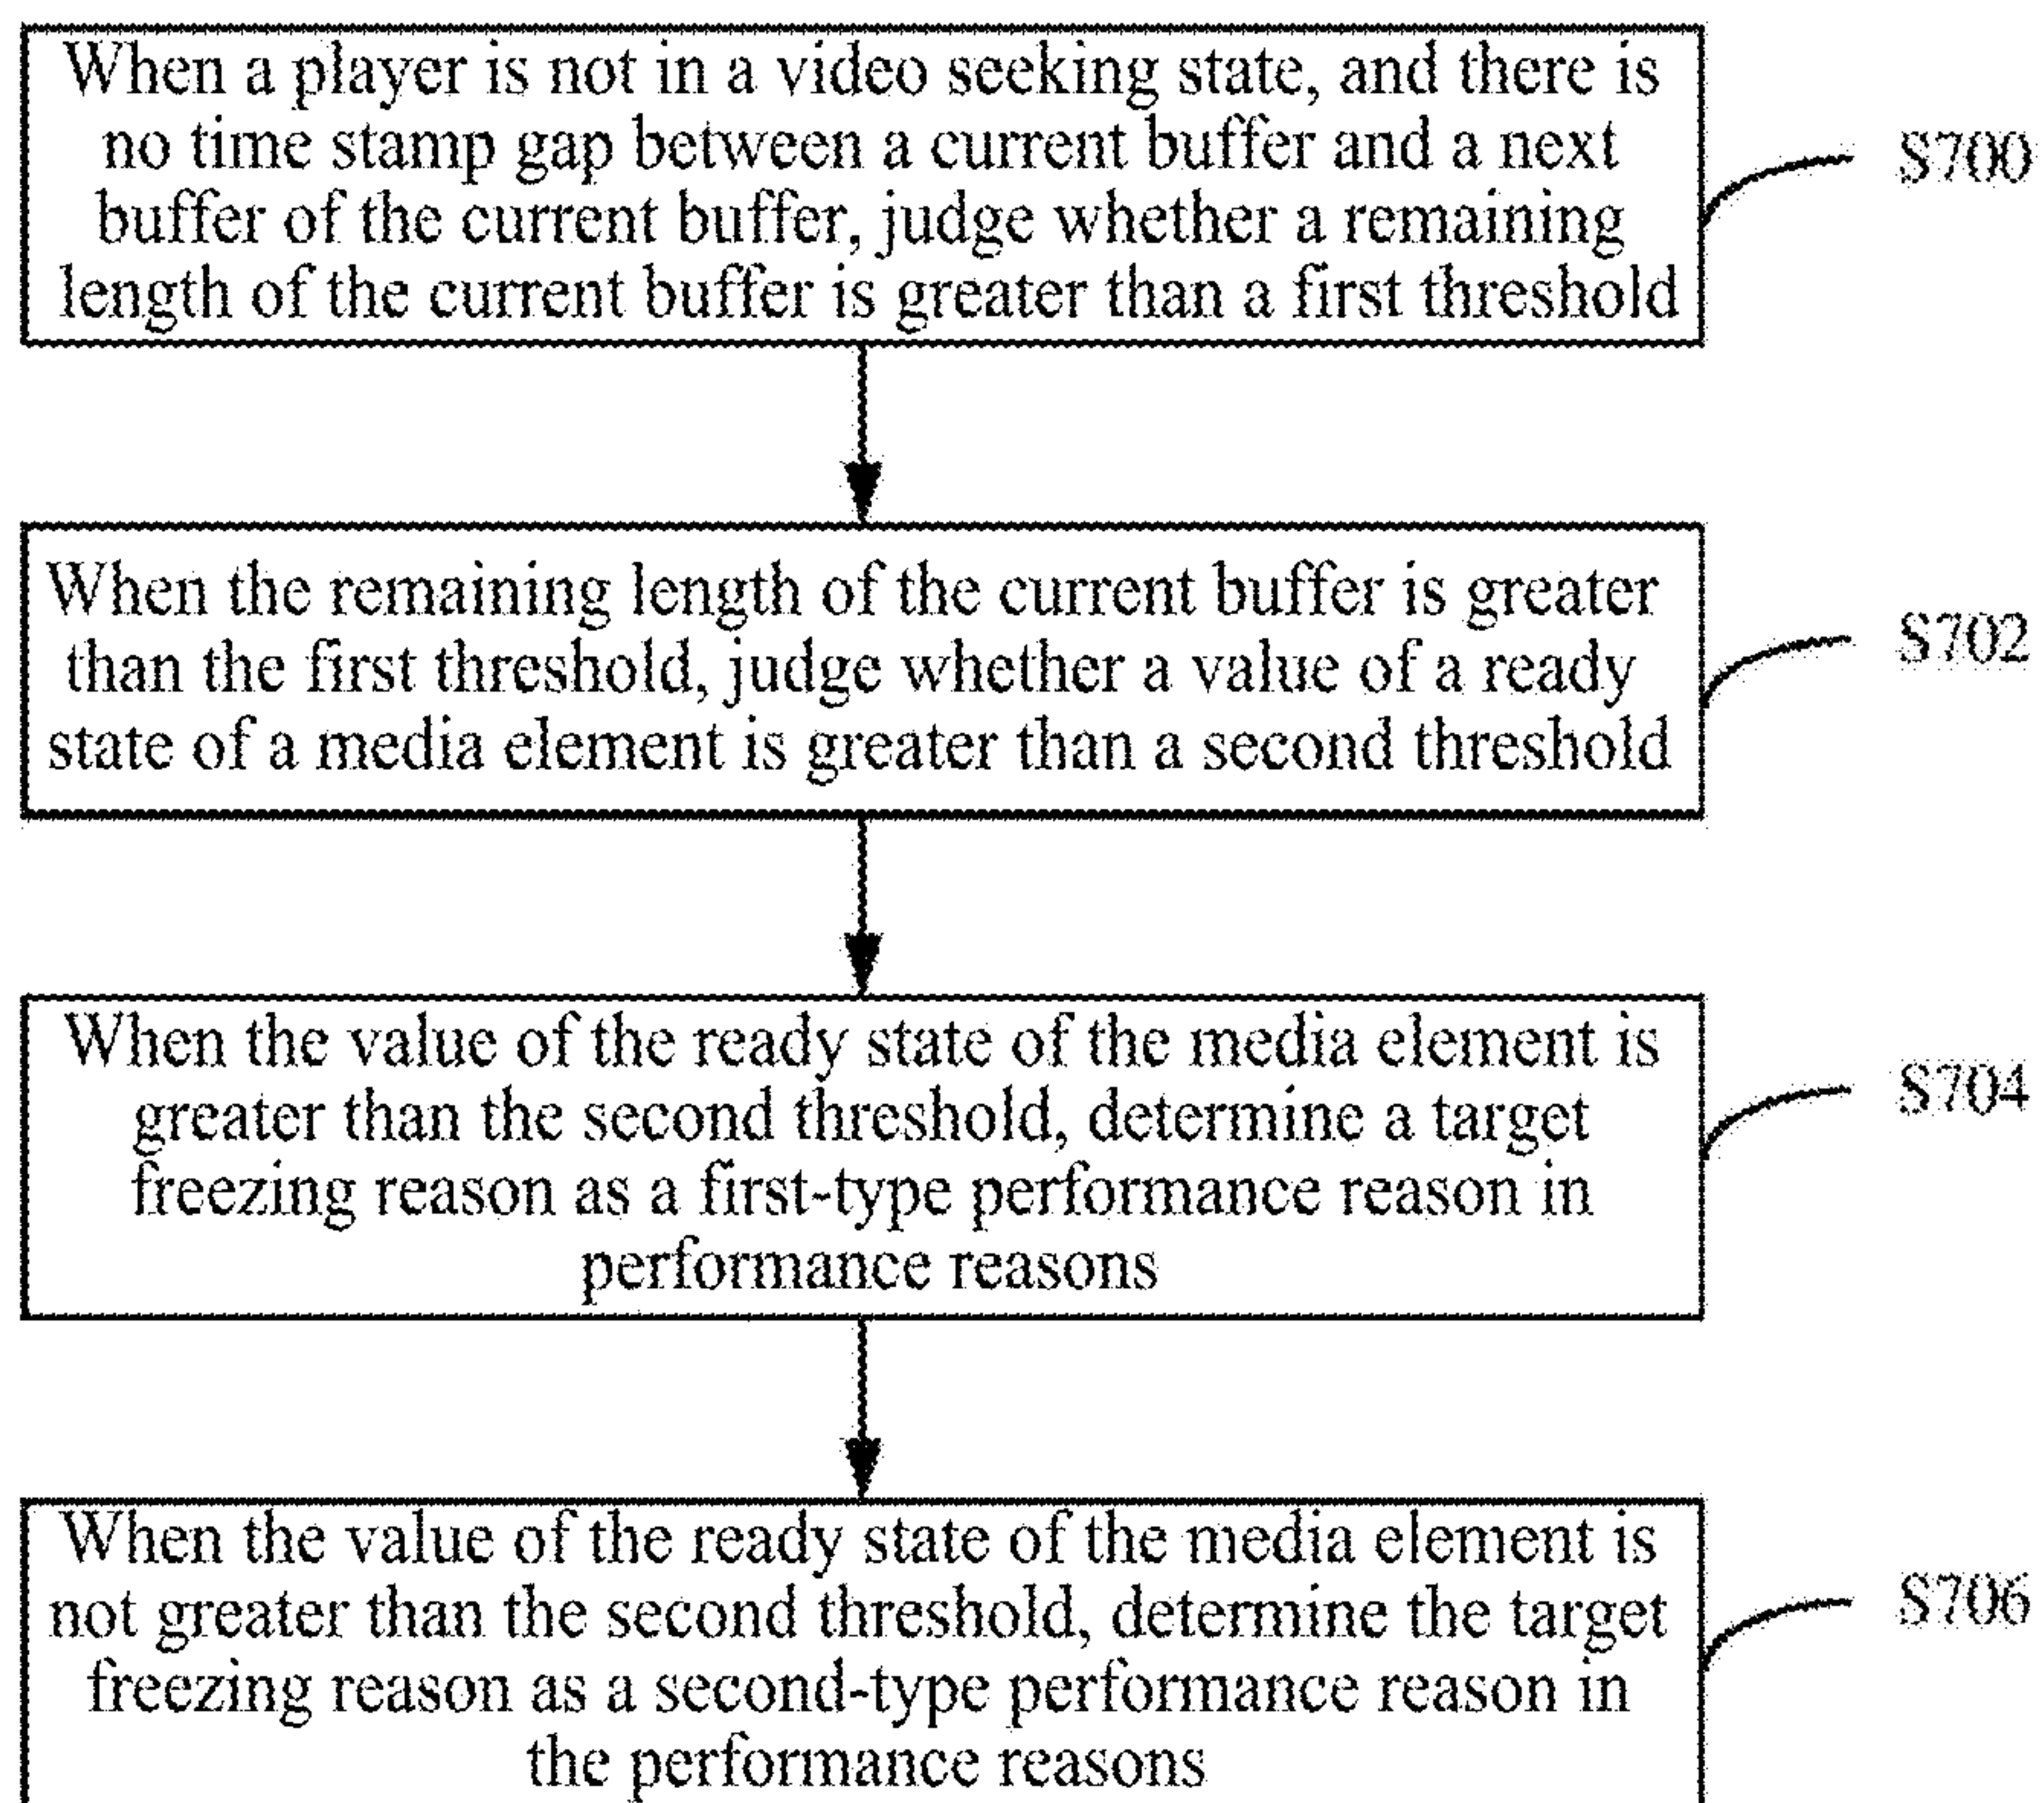 When a player is not in a video seeking state, and there is
no time stamp gap between a current buffer and a next
buffer of the current buffer, judge whether a remaining
length of the current buffer is greater than a first threshold
S700
When the remaining length of the current buffer is greater
than the first threshold, judge whether a value of a ready
state of a media element is greater than a second threshold
S702
When the value of the ready state of the media element is
greater than the second threshold, determine a target
freezing reason as a first-type performance reason in
performance reasons
S704
When the value of the ready state of the media element is
not greater than the second threshold, determine the target
freezing reason as a second-type performance reason in
the performance reasons
S706